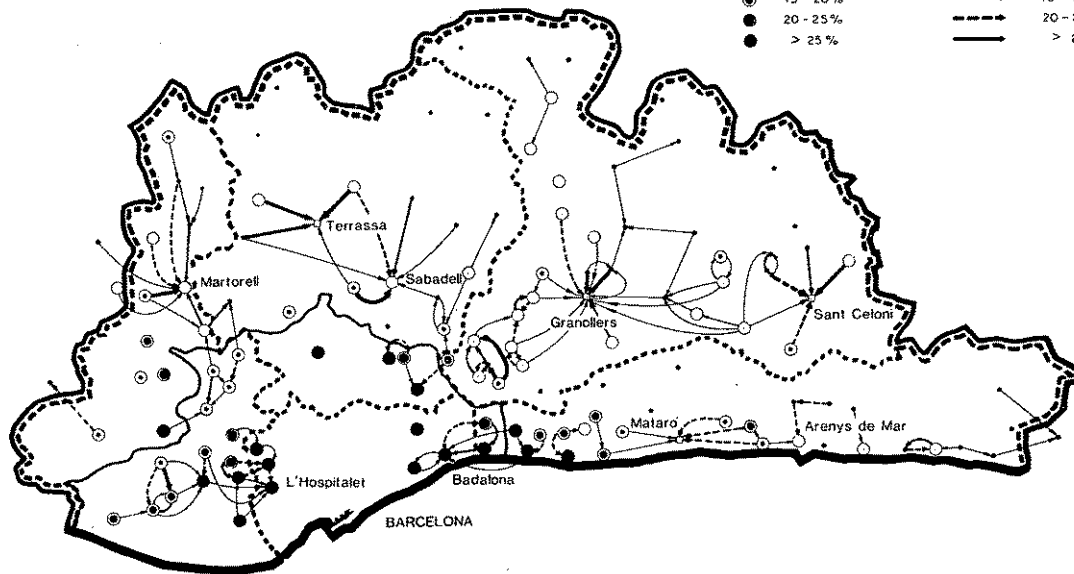 20-25%
> 25%
Terrassa
Sabadell
Martorell
Granollers
Sant Celoni
Mataró
Arenys de Mar
Badalona
L'Hospitalet
BARCELONA